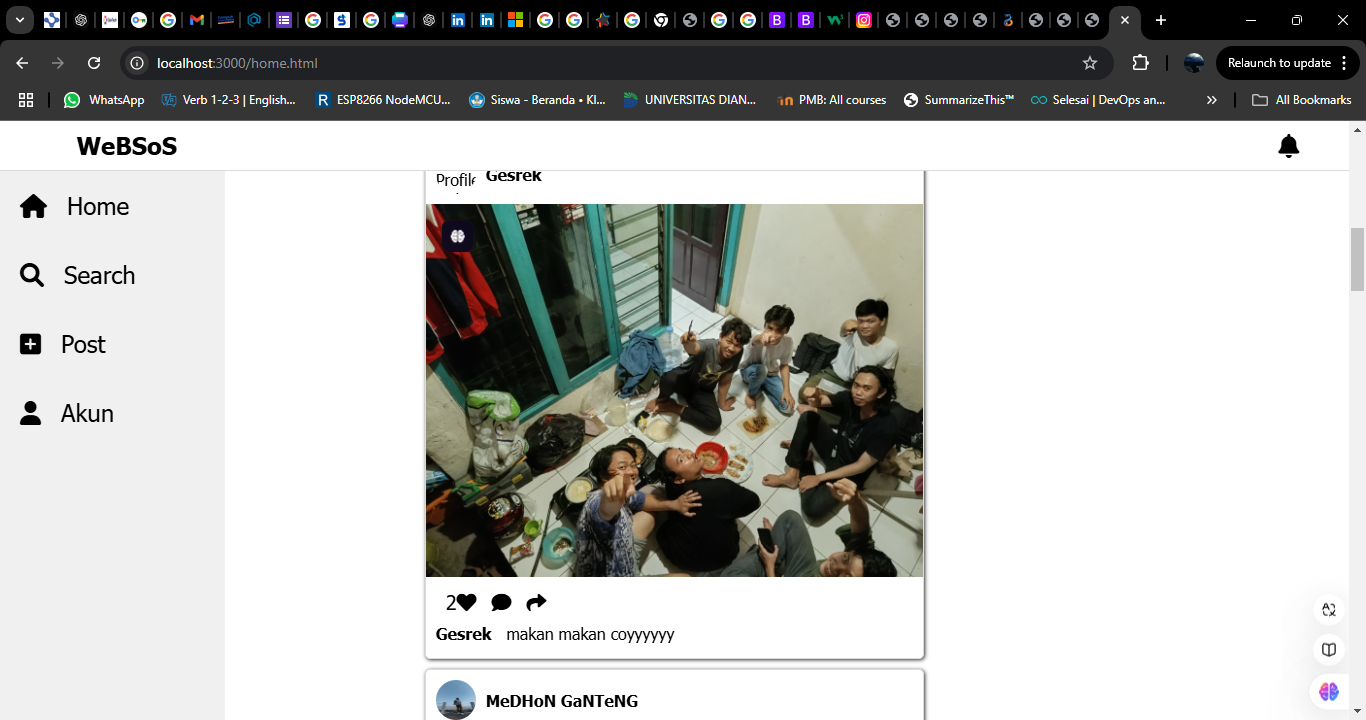 localhost:3000/home.html
Relaunch to update
WhatsApp
Verb 1-2-3 | English...
ESP8266 NodeMCU...
Siswa - Beranda • Kl...
UNIVERSITAS DIAN...
PMB: All courses
SummarizeThis™
Selesai | DevOps an...
»
All Bookmarks
WeBSoS
Home
Search
Post
Akun
Gesrek
2
Gesrek makan makan coyyyyyy
MeDHoN GaNTeNG